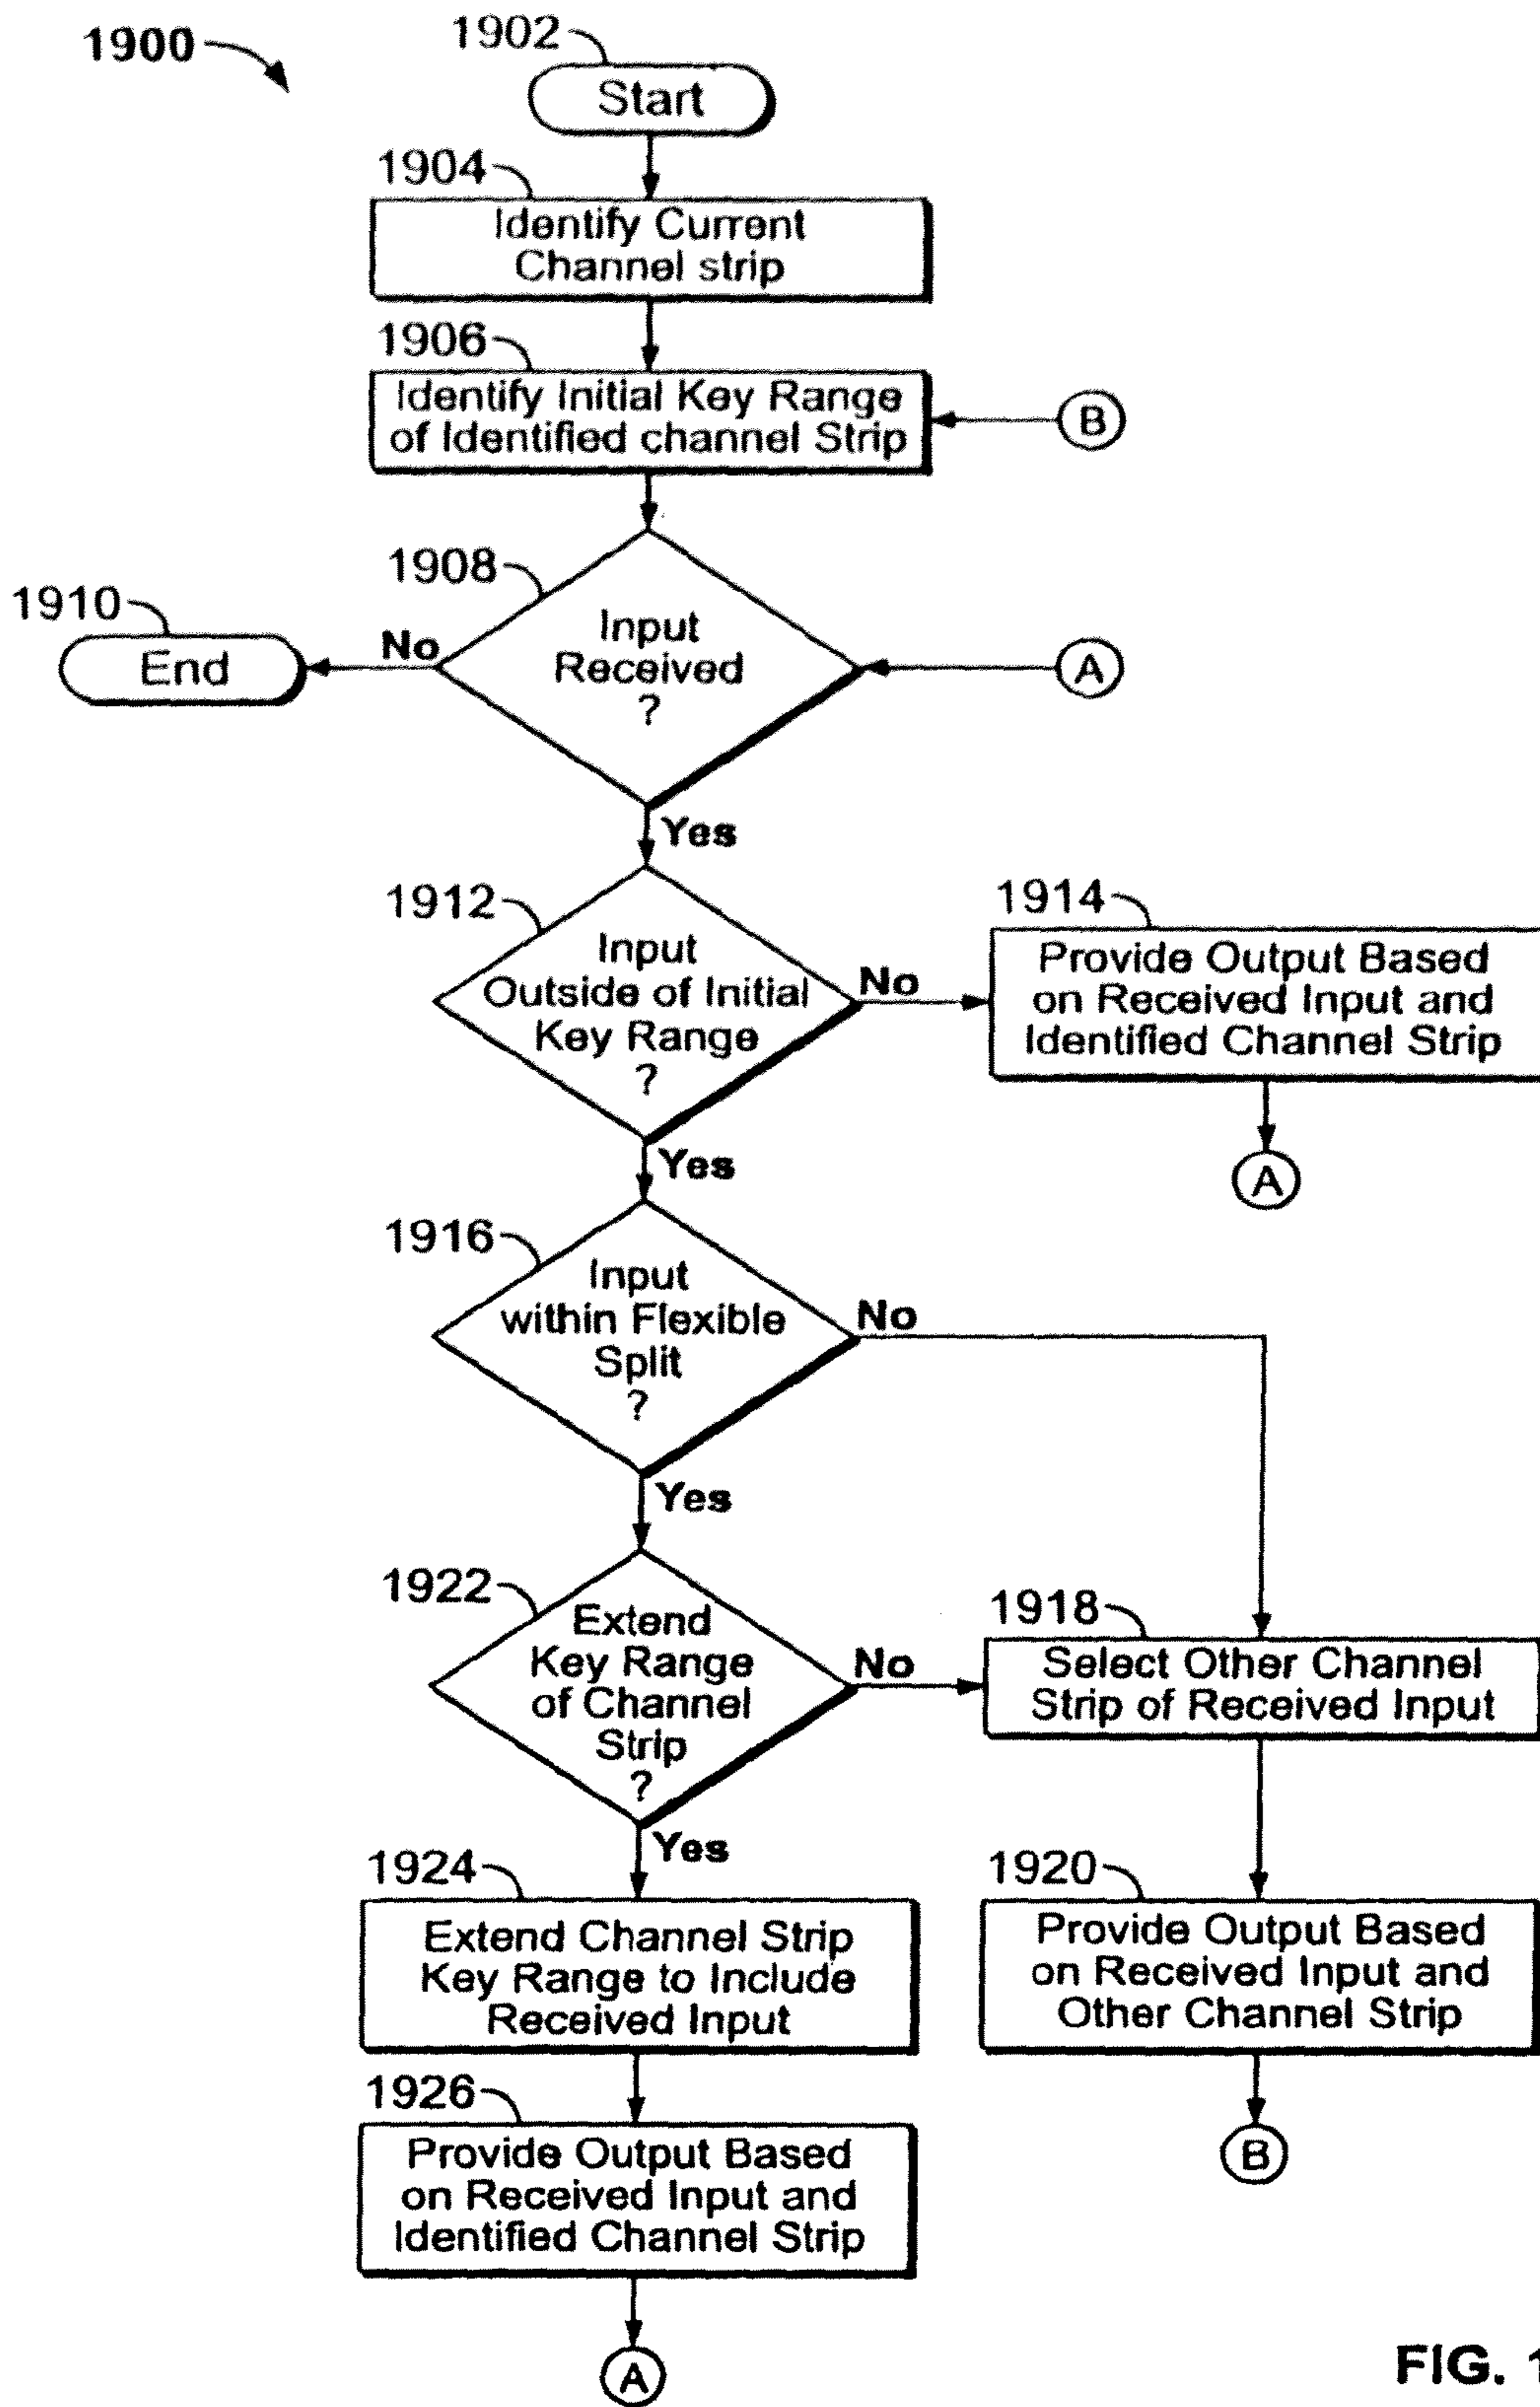 1900
1902
Start
1904
Identify Current
Channel strip
1906
Identify Initial Key Range
of Identified channel Strip
B
1908
Input
Received
?
1910
End
No
A
Yes
1912
Input
Outside of Initial
Key Range
?
No
1914
Provide Output Based
on Received Input and
Identified Channel Strip
A
Yes
1916
Input
within Flexible
Split
?
No
Yes
1922
Extend
Key Range
of Channel
Strip
?
No
1918
Select Other Channel
Strip of Received Input
Yes
1924
Extend Channel Strip
Key Range to Include
Received Input
1920
Provide Output Based
on Received Input and
Other Channel Strip
B
1926
Provide Output Based
on Received Input and
Identified Channel Strip
A
FIG. 1